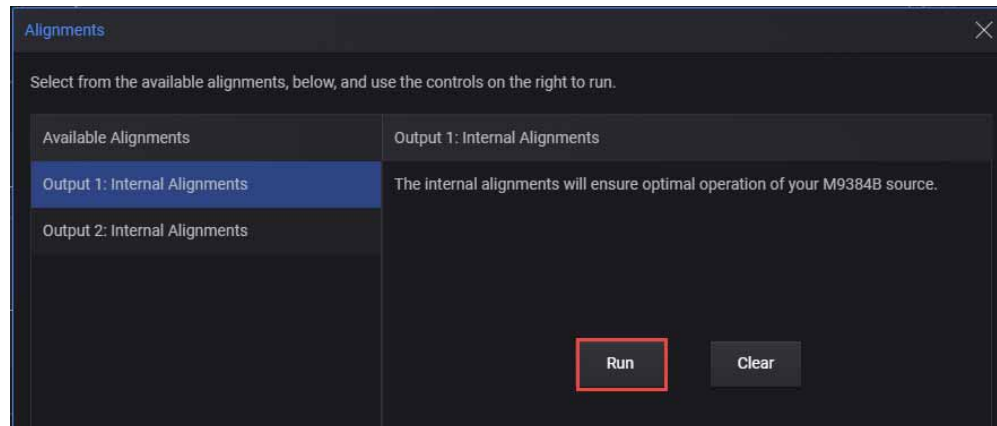 Alignments
Select from the available alignments, below, and use the controls on the right to run.
Available Alignments
Output 1: Internal Alignments
Output 2: Internal Alignments
Output 1: Internal Alignments
The internal alignments will ensure optimal operation of your M9384B source.
Run
Clear